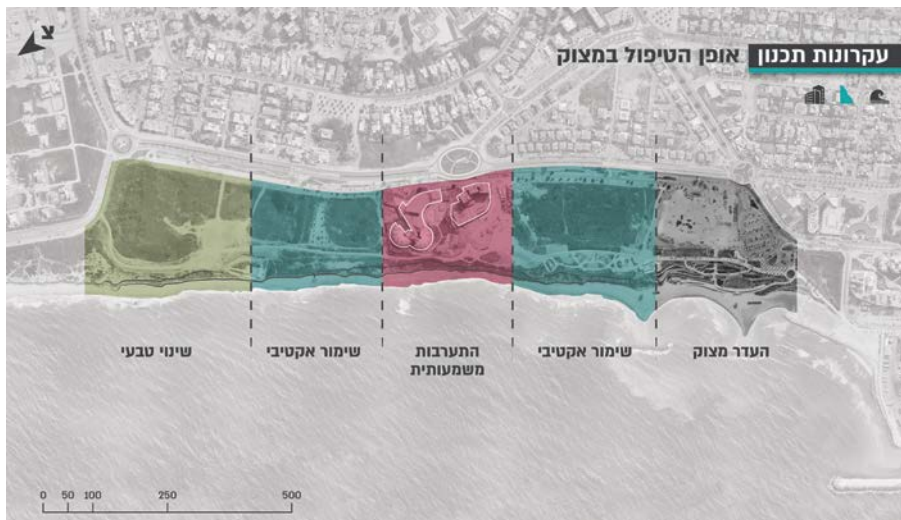 צ
עקרונות תכנון אופן הטיפול במצוק
העדר מצוק
שימור אקטיבי
התערבות
משמעותית
שימור אקטיבי
שינוי טבעי
0 50 100 250 500